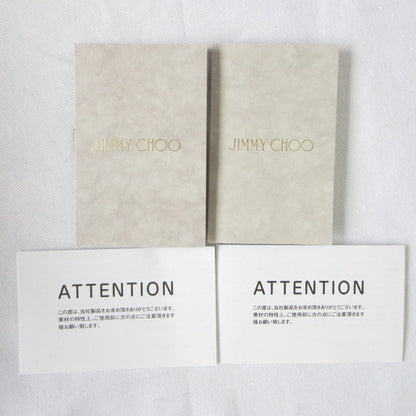 JIMMY CHOO
JIMMY CHOO
ATTENTION
この度は、当社製品をお求め頂きありがとうございます。
素材の特性上、ご使用前に次の点にご注意頂きます
様お願い致します。
ATTENTION
この度は、当社製品をお求め頂きありがとうございます。
素材の特性上、ご使用前に次の点にご注意頂きます
様お願い致します。